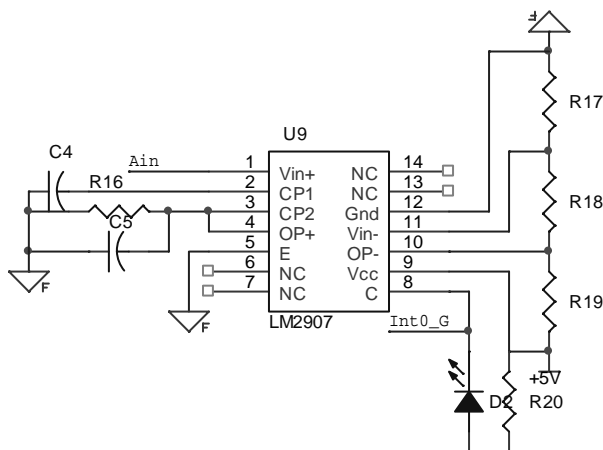 F
R17
U9
C4
Ain
1 Vin+ NC 14
R16
2 CP1 NC 13
R18
3 CP2 Gnd 12
C5
4 OP+ Vin- 11
5 E OP- 10
6 NC Vcc 9
F
7 NC C 8
R19
F
LM2907
Int0_G
+5V
D2 R20